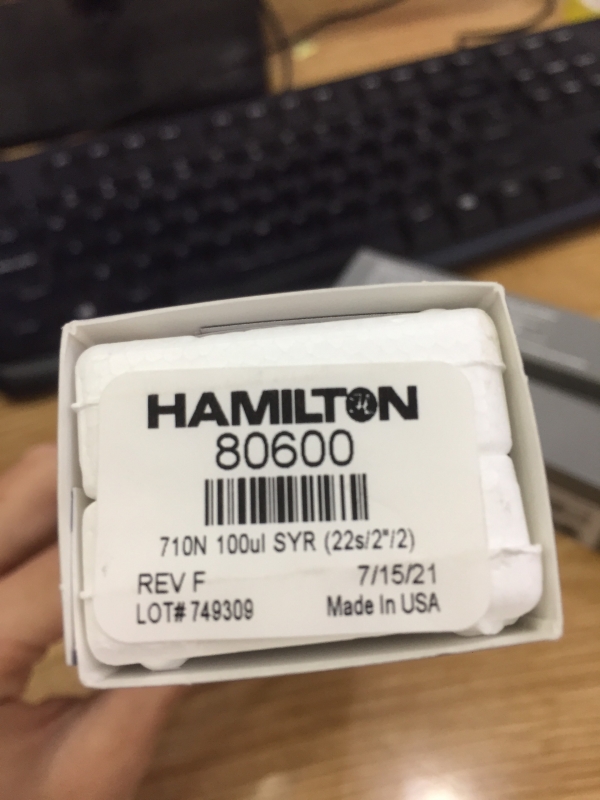 HAMILTON
80600
710N 100ul SYR (22s/2"/2)
REV F 7/15/21
LOT# 749309 Made In USA